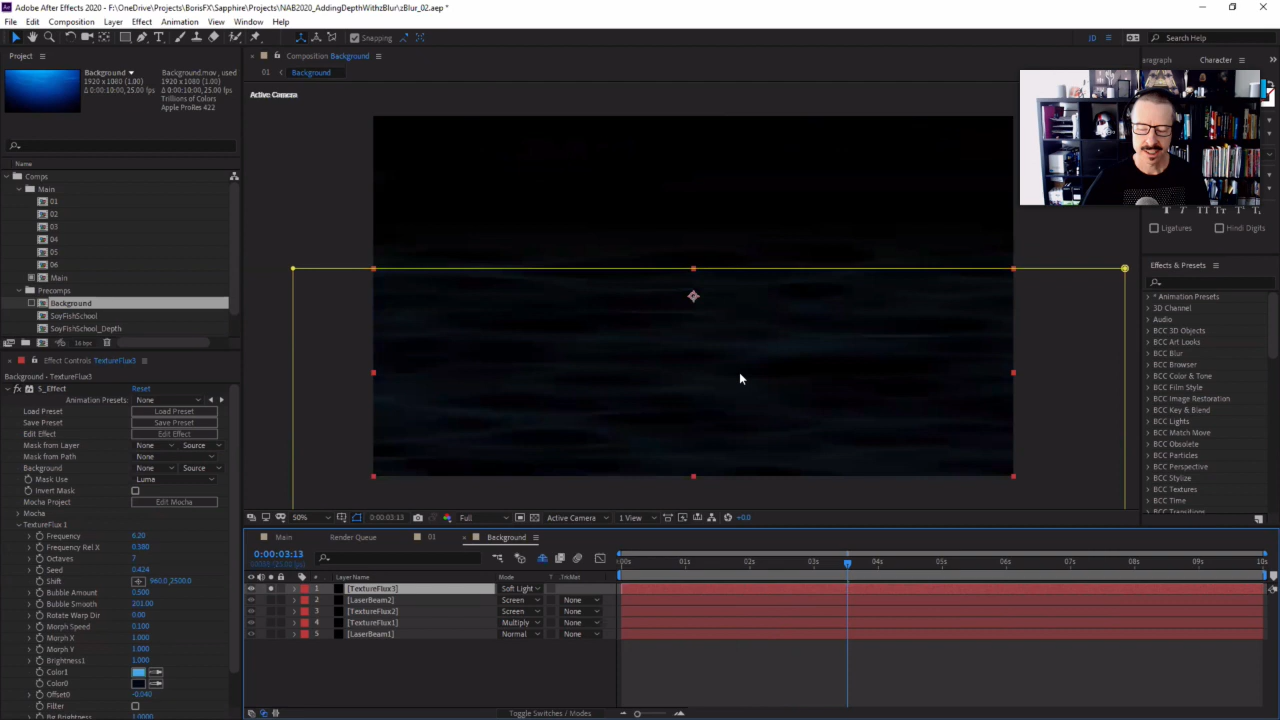 Adobe After Effects 2020 - F:\OneDrive\BorisFX\Sapphire\Projects\NAB2020_AddingDepthWithzBlur\zBlur_02.aep *
File Edit Composition Layer Effect Animation View Window Help
Snapping
Search Help
Project
Background , used
1920 x 1080 (1.00)
Δ 0:00:10:00, 25.00 fps
Background.mov
1920 x 1080 (1.00)
Δ 0:00:10:00, 25.00 fps
Trillions of Colors
Apple ProRes 422
Name
Comps
Main
01
02
03
04
05
06
Main
Precomps
Background
SoyFishSchool
SoyFishSchool_Depth
16 bpc
Effect Controls TextureFlux3
Background • TextureFlux3
fx S_Effect Reset
Animation Presets: None
Load Preset Load Preset
Save Preset Save Preset
Edit Effect Edit Effect
Mask from Layer None Source
Mask from Path None
Background None Source
Mask Use Luma
Invert Mask
Mocha Project Edit Mocha
Mocha
TextureFlux 1
Frequency 6.20
Frequency Rel X 0.380
Octaves 7
Seed 0.424
Shift 960.0,2500.0
Bubble Amount 0.500
Bubble Smooth 201.00
Rotate Warp Dir 0.00
Morph Speed 0.100
Morph X 1.000
Morph Y 1.000
Brightness1 1.000
Color1
Color0
Offset0 -0.040
Filter
Bg Brightness 1.0000
Composition Background
01 Background
Active Camera
50% 0:00:03:13 Full Active Camera 1 View +0.0
Main Render Queue 01 Background
0:00:03:13
# Layer Name Mode T TrkMat
1 [TextureFlux3] Soft Light
2 [LaserBeam2] Screen None
3 [TextureFlux2] Screen None
4 [TextureFlux1] Multiply None
5 [LaserBeam1] Normal None
01s 02s 03s 04s 05s 06s 07s 08s 09s 10s
Toggle Switches / Modes
aragraph Character
Ligatures Hindi Digits
Effects & Presets
* Animation Presets
3D Channel
Audio
BCC 3D Objects
BCC Art Looks
BCC Blur
BCC Browser
BCC Color & Tone
BCC Film Style
BCC Image Restoration
BCC Key & Blend
BCC Lights
BCC Match Move
BCC Obsolete
BCC Particles
BCC Perspective
BCC Stylize
BCC Textures
BCC Time
BCC Transitions